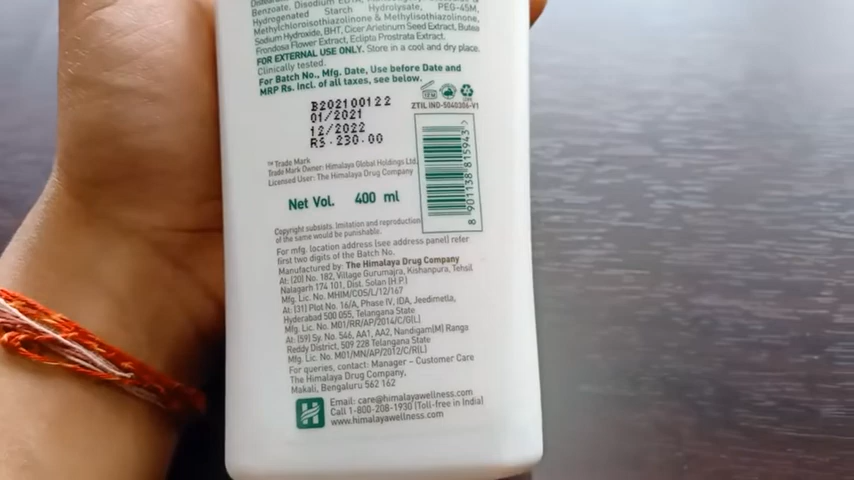 Benzoate, Disodium EDTA,
Hydrogenated Starch Hydrolysate, PEG-45M,
Methylchloroisothiazolinone & Methylisothiazolinone,
Sodium Hydroxide, BHT, Cicer Arietinum Seed Extract, Butea
Frondosa Flower Extract, Eclipta Prostrata Extract.
FOR EXTERNAL USE ONLY. Store in a cool and dry place.
Clinically tested.
For Batch No., Mfg. Date, Use before Date and
MRP Rs. Incl. of all taxes, see below.
ZTIL IND-5040306-V1
B202100122
01/2021
12/2022
RS.230.00
8 901138 815943
™Trade Mark
Trade Mark Owner: Himalaya Global Holdings Ltd.
Licensed User: The Himalaya Drug Company
Net Vol. 400 ml
Copyright subsists. Imitation and reproduction
of the same would be punishable.
For mfg. location address (see address panel) refer
first two digits of the Batch No.
Manufactured by: The Himalaya Drug Company
At: (20) No. 182, Village Gurumajra, Kishanpura, Tehsil
Nalagarh 174 101, Dist. Solan (H.P.)
Mfg. Lic. No. MHIM/COS/L/12/167
At: (31) Plot No. 16/A, Phase IV, IDA, Jeedimetla,
Hyderabad 500 055, Telangana State
Mfg. Lic. No. M01/RR/AP/2014/C/G(L)
At: (59) Sy. No. 546, AA1, AA2, Nandigam(M) Ranga
Reddy District, 509 228 Telangana State
Mfg. Lic. No. M01/MN/AP/2012/C/R(L)
For queries, contact: Manager - Customer Care
The Himalaya Drug Company,
Makali, Bengaluru 562 162
Email: care@himalayawellness.com
Call 1-800-208-1930 (Toll-free in India)
www.himalayawellness.com